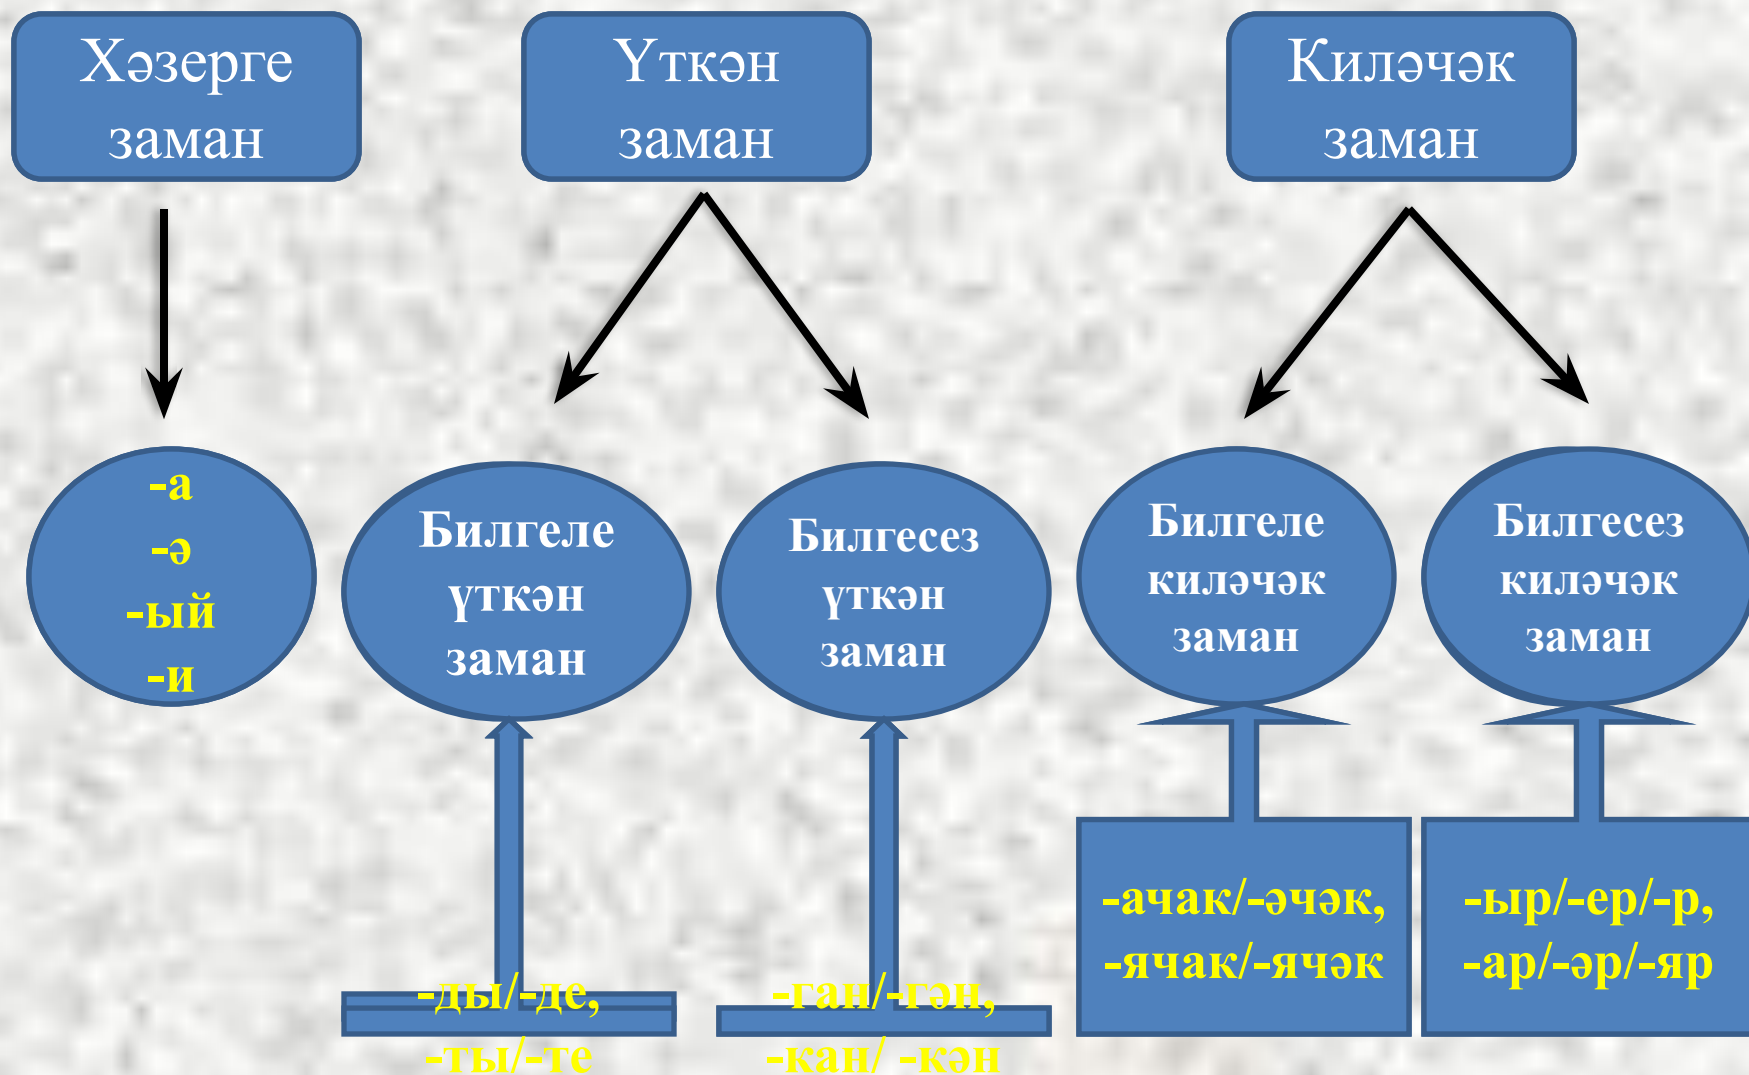 Хәзерге
заман
Үткән
заман
Киләчәк
заман
-а
-ә
-ый
-и
Билгеле
үткән
заман
Билгесез
үткән
заман
Билгеле
киләчәк
заман
Билгесез
киләчәк
заман
-ды/-де,
-ты/-те
-ган/-гән,
-кан/ -кән
-ачак/-әчәк,
-ячак/-ячәк
-ыр/-ер/-р,
-ар/-әр/-яр